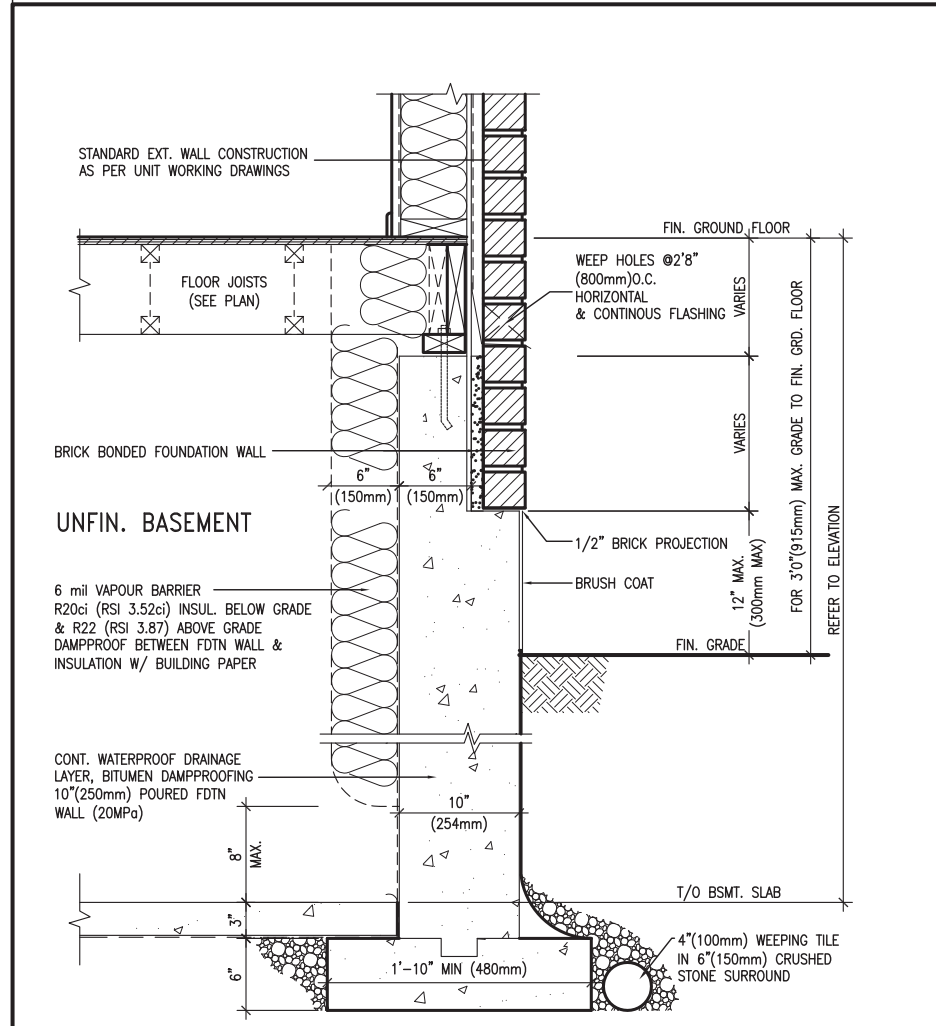 STANDARD EXT. WALL CONSTRUCTION
AS PER UNIT WORKING DRAWINGS
FIN. GROUND FLOOR
FLOOR JOISTS
(SEE PLAN)
WEEP HOLES @2'8"
(800mm)O.C.
HORIZONTAL
& CONTINOUS FLASHING
VARIES
VARIES
FOR 3'0"(915mm) MAX. GRADE TO FIN. GRD. FLOOR
REFER TO ELEVATION
BRICK BONDED FOUNDATION WALL
6"
(150mm)
6"
(150mm)
UNFIN. BASEMENT
1/2" BRICK PROJECTION
BRUSH COAT
12" MAX.
(300mm MAX)
6 mil VAPOUR BARRIER
R20ci (RSI 3.52ci) INSUL. BELOW GRADE
& R22 (RSI 3.87) ABOVE GRADE
DAMPPROOF BETWEEN FDTN WALL &
INSULATION W/ BUILDING PAPER
FIN. GRADE
CONT. WATERPROOF DRAINAGE
LAYER, BITUMEN DAMPPROOFING
10"(250mm) POURED FDTN
WALL (20MPa)
10"
(254mm)
8"
MAX.
T/O BSMT. SLAB
3"
6"
1'-10" MIN (480mm)
4"(100mm) WEEPING TILE
IN 6"(150mm) CRUSHED
STONE SURROUND